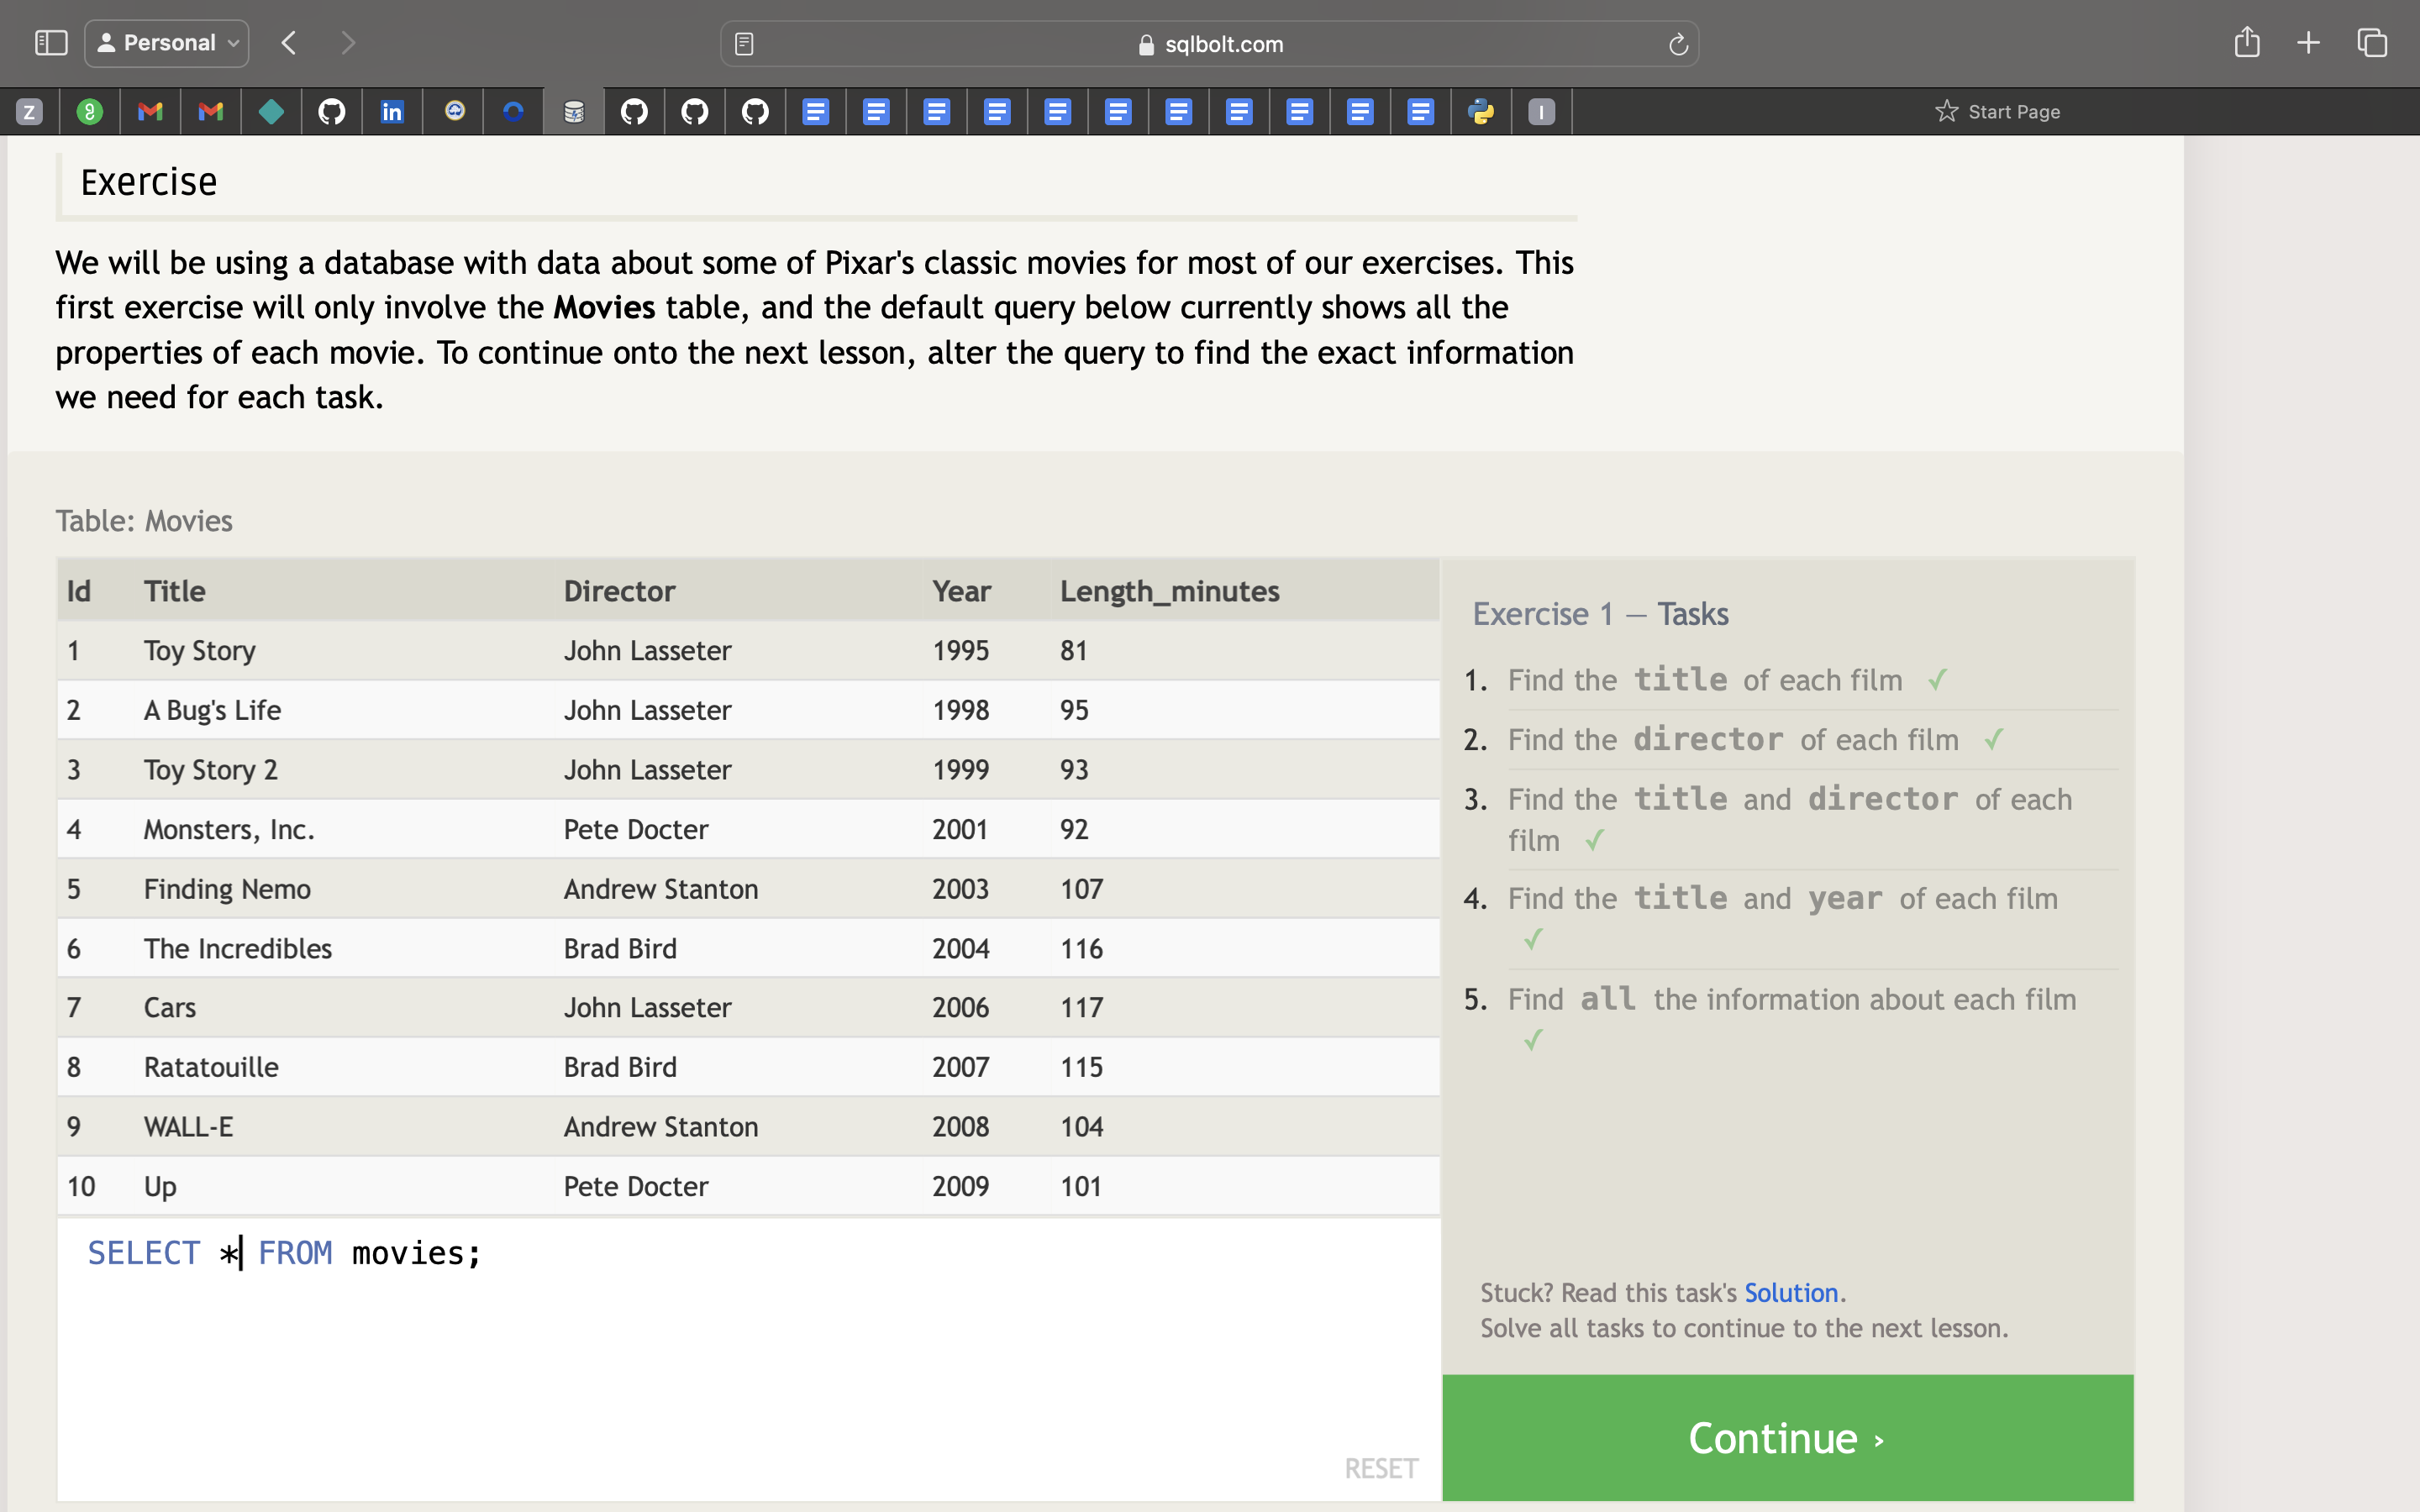 Personal
sqlbolt.com
Z
in
I
Start Page
Exercise
We will be using a database with data about some of Pixar's classic movies for most of our exercises. This
first exercise will only involve the Movies table, and the default query below currently shows all the
properties of each movie. To continue onto the next lesson, alter the query to find the exact information
we need for each task.
Table: Movies
Id Title Director Year Length_minutes
1 Toy Story John Lasseter 1995 81
2 A Bug's Life John Lasseter 1998 95
3 Toy Story 2 John Lasseter 1999 93
4 Monsters, Inc. Pete Docter 2001 92
5 Finding Nemo Andrew Stanton 2003 107
6 The Incredibles Brad Bird 2004 116
7 Cars John Lasseter 2006 117
8 Ratatouille Brad Bird 2007 115
9 WALL-E Andrew Stanton 2008 104
10 Up Pete Docter 2009 101
SELECT * FROM movies;
RESET
Exercise 1 — Tasks
1. Find the title of each film ✓
2. Find the director of each film ✓
3. Find the title and director of each
film ✓
4. Find the title and year of each film
✓
5. Find all the information about each film
✓
Stuck? Read this task's Solution.
Solve all tasks to continue to the next lesson.
Continue ›